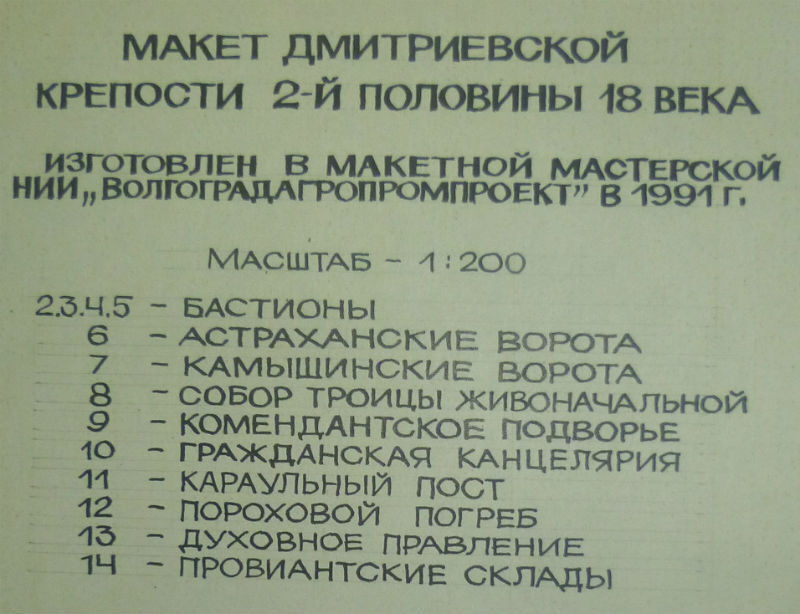 МАКЕТ ДМИТРИЕВСКОЙ
КРЕПОСТИ 2-Й ПОЛОВИНЫ 18 ВЕКА
ИЗГОТОВЛЕН В МАКЕТНОЙ МАСТЕРСКОЙ
НИИ „ВОЛГОГРАДАГРОПРОМПРОЕКТ” В 1991 Г.
МАСШТАБ - 1:200
2.3.4.5 - БАСТИОНЫ
6 - АСТРАХАНСКИЕ ВОРОТА
7 - КАМЫШИНСКИЕ ВОРОТА
8 - СОБОР ТРОИЦЫ ЖИВОНАЧАЛЬНОЙ
9 - КОМЕНДАНТСКОЕ ПОДВОРЬЕ
10 - ГРАЖДАНСКАЯ КАНЦЕЛЯРИЯ
11 - КАРАУЛЬНЫЙ ПОСТ
12 - ПОРОХОВОЙ ПОГРЕБ
13 - ДУХОВНОЕ ПРАВЛЕНИЕ
14 - ПРОВИАНТСКИЕ СКЛАДЫ